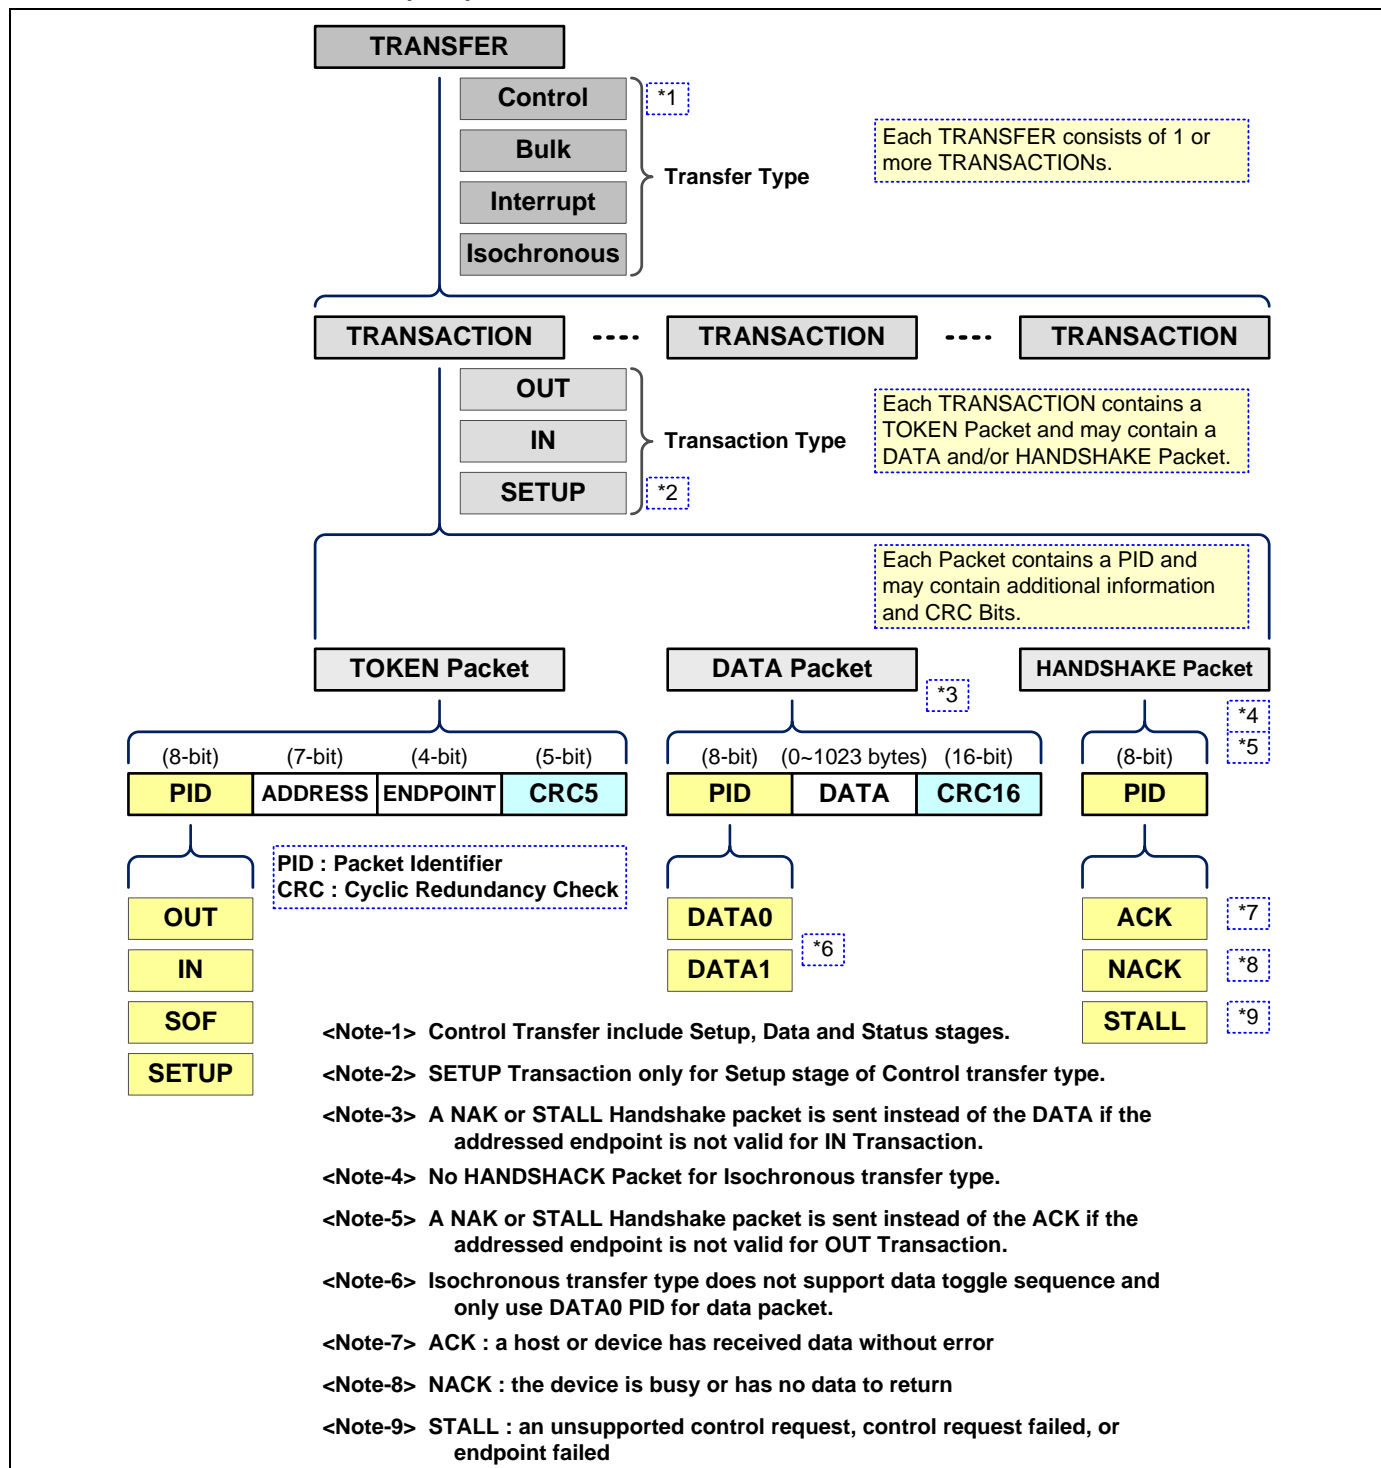 TRANSFER
Control
*1
Bulk
Interrupt
Isochronous
Transfer Type
Each TRANSFER consists of 1 or
more TRANSACTIONs.
TRANSACTION ---- TRANSACTION ---- TRANSACTION
OUT
IN
SETUP
*2
Transaction Type
Each TRANSACTION contains a
TOKEN Packet and may contain a
DATA and/or HANDSHAKE Packet.
Each Packet contains a PID and
may contain additional information
and CRC Bits.
TOKEN Packet
DATA Packet
HANDSHAKE Packet
*3
*4
*5
(8-bit) (7-bit) (4-bit) (5-bit)
PID ADDRESS ENDPOINT CRC5
(8-bit) (0~1023 bytes) (16-bit)
PID DATA CRC16
(8-bit)
PID
PID : Packet Identifier
CRC : Cyclic Redundancy Check
OUT
IN
SOF
SETUP
DATA0
DATA1
*6
ACK
*7
NACK
*8
STALL
*9
<Note-1> Control Transfer include Setup, Data and Status stages.
<Note-2> SETUP Transaction only for Setup stage of Control transfer type.
<Note-3> A NAK or STALL Handshake packet is sent instead of the DATA if the
addressed endpoint is not valid for IN Transaction.
<Note-4> No HANDSHACK Packet for Isochronous transfer type.
<Note-5> A NAK or STALL Handshake packet is sent instead of the ACK if the
addressed endpoint is not valid for OUT Transaction.
<Note-6> Isochronous transfer type does not support data toggle sequence and
only use DATA0 PID for data packet.
<Note-7> ACK : a host or device has received data without error
<Note-8> NACK : the device is busy or has no data to return
<Note-9> STALL : an unsupported control request, control request failed, or
endpoint failed